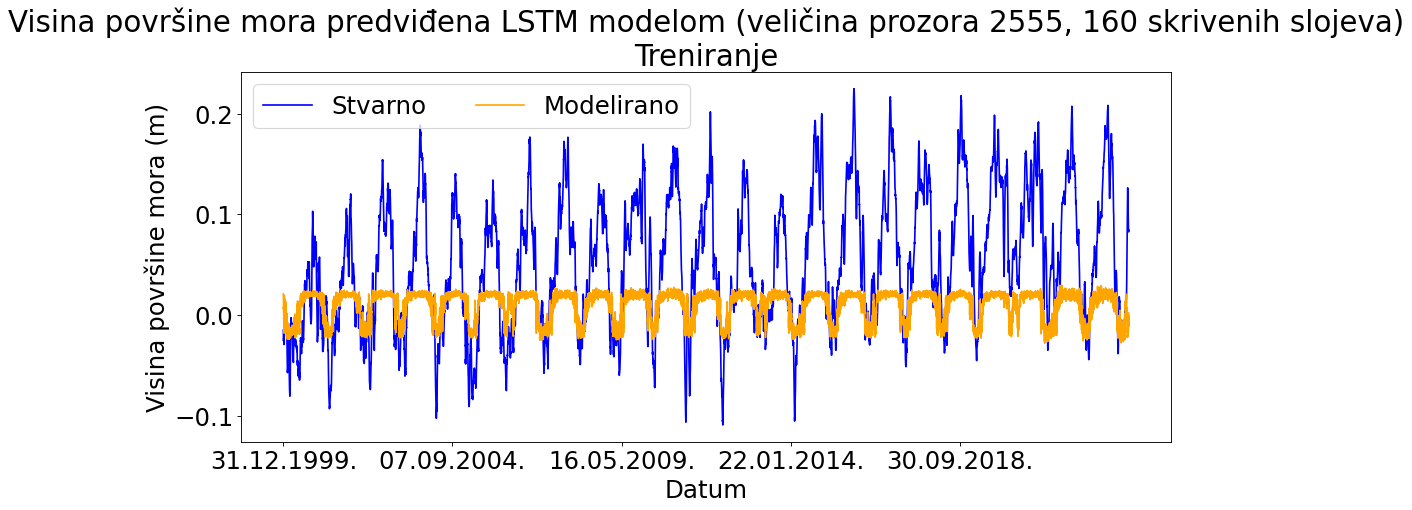 Visina površine mora predviđena LSTM modelom (veličina prozora 2555, 160 skrivenih slojeva)
Treniranje
Stvarno
Modelirano
Visina površine mora (m)
0.2
0.1
0.0
−0.1
31.12.1999.
07.09.2004.
16.05.2009.
22.01.2014.
30.09.2018.
Datum